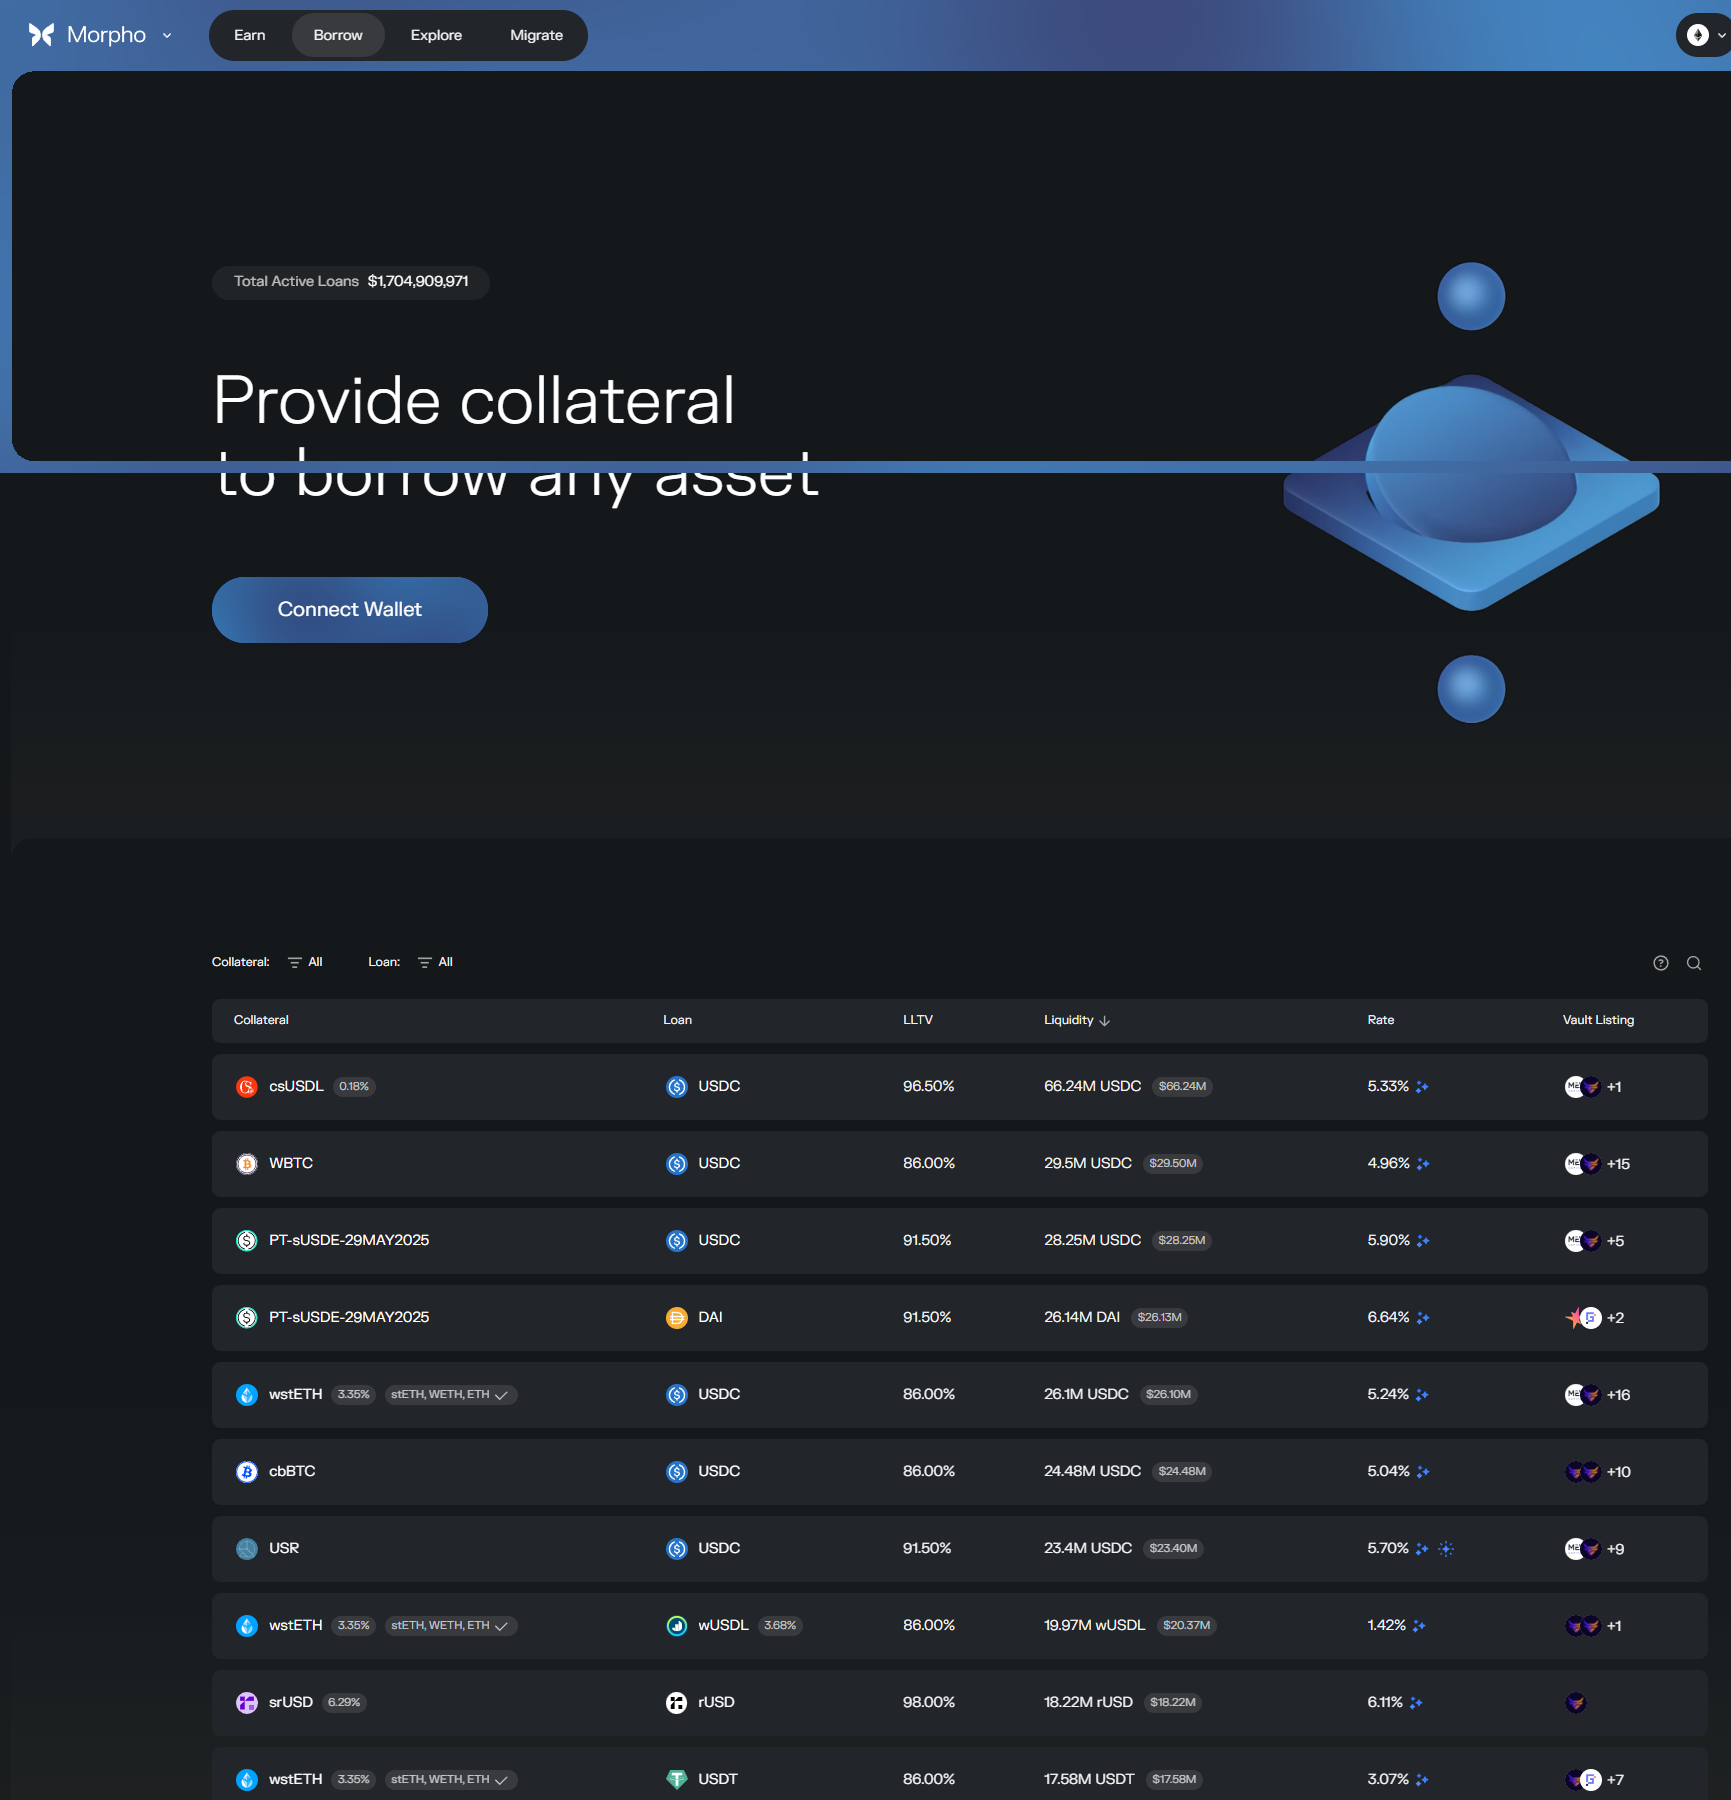 Morpho
Earn Borrow Explore Migrate
Total Active Loans $1,704,909,971
Provide collateral
to borrow any asset
Connect Wallet
Collateral: All Loan: All
Collateral Loan LLTV Liquidity Rate Vault Listing
csUSDL 0.18% USDC 96.50% 66.24M USDC $66.24M 5.33% +1
WBTC USDC 86.00% 29.5M USDC $29.50M 4.96% +15
PT-sUSDE-29MAY2025 USDC 91.50% 28.25M USDC $28.25M 5.90% +5
PT-sUSDE-29MAY2025 DAI 91.50% 26.14M DAI $26.13M 6.64% +2
wstETH 3.35% stETH, WETH, ETH USDC 86.00% 26.1M USDC $26.10M 5.24% +16
cbBTC USDC 86.00% 24.48M USDC $24.48M 5.04% +10
USR USDC 91.50% 23.4M USDC $23.40M 5.70% +9
wstETH 3.35% stETH, WETH, ETH wUSDL 3.68% 86.00% 19.97M wUSDL $20.37M 1.42% +1
srUSD 6.29% rUSD 98.00% 18.22M rUSD $18.22M 6.11%
wstETH 3.35% stETH, WETH, ETH USDT 86.00% 17.58M USDT $17.58M 3.07% +7